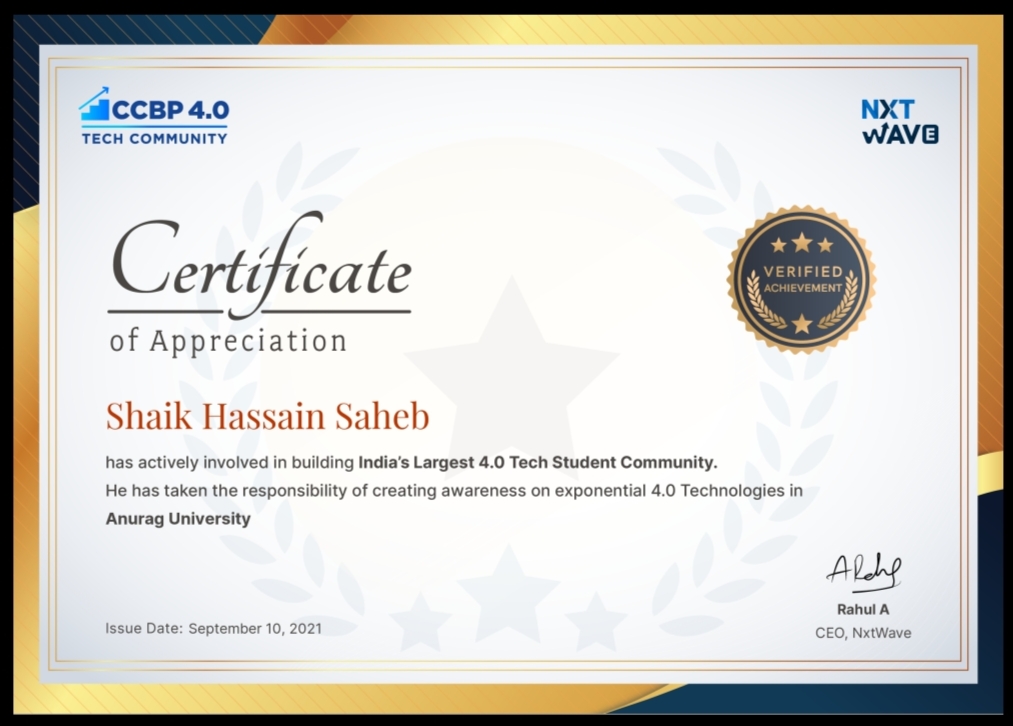 CCBP 4.0
TECH COMMUNITY
NXT
WAVE
Certificate
of Appreciation
VERIFIED
ACHIEVEMENT
Shaik Hassain Saheb
has actively involved in building India's Largest 4.0 Tech Student Community.
He has taken the responsibility of creating awareness on exponential 4.0 Technologies in
Anurag University
Issue Date: September 10, 2021
Rahul A
CEO, NxtWave